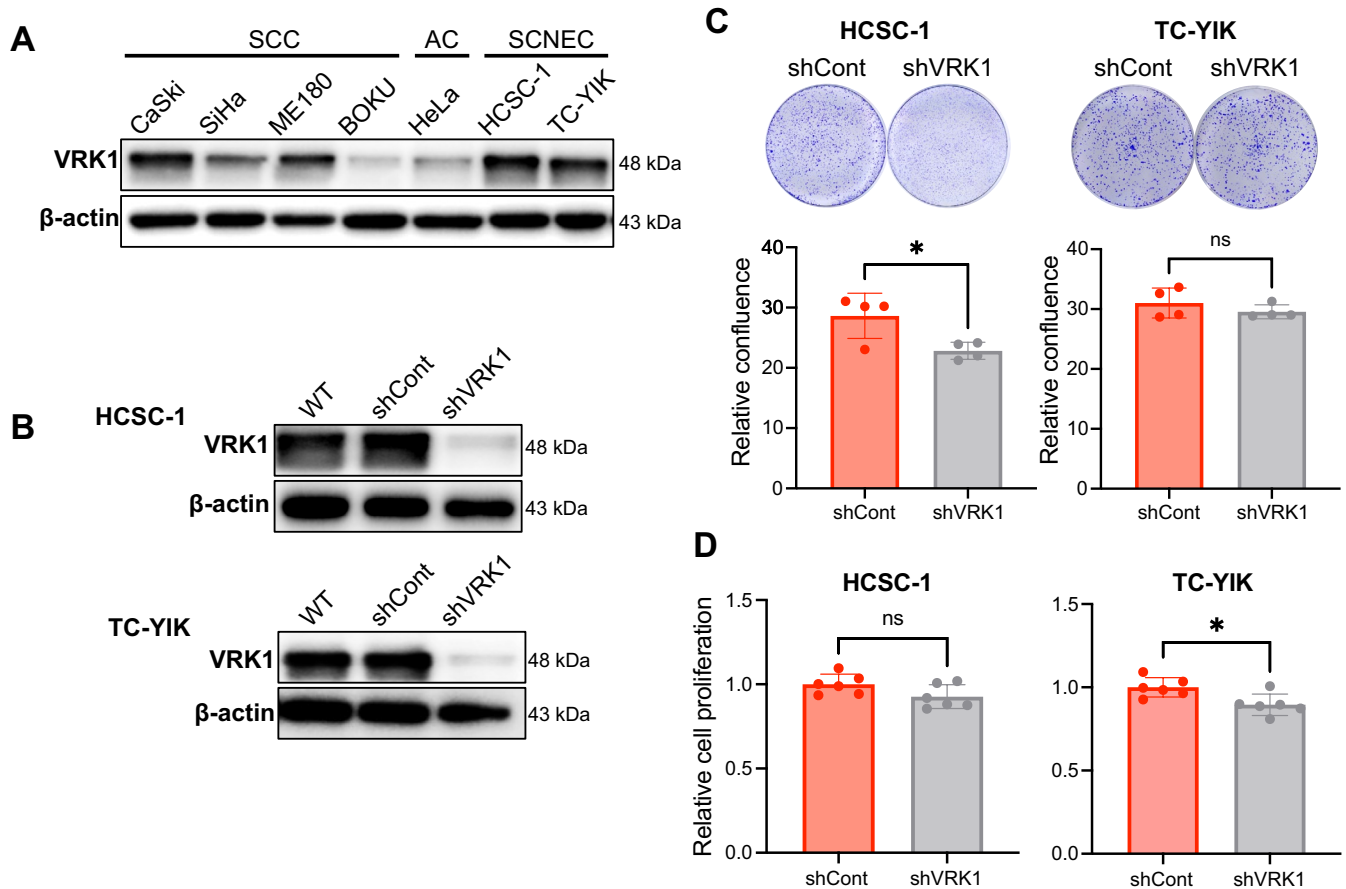 A
SCC AC SCNEC
CaSki SiHa ME180 BOKU HeLa HCSC-1 TC-YIK
VRK1 48 kDa
β-actin 43 kDa
B
HCSC-1
WT shCont shVRK1
VRK1 48 kDa
β-actin 43 kDa
TC-YIK
WT shCont shVRK1
VRK1 48 kDa
β-actin 43 kDa
C
HCSC-1 TC-YIK
shCont shVRK1 shCont shVRK1
Relative confluence
40
30
20
10
0
*
shCont shVRK1
Relative confluence
40
30
20
10
0
ns
shCont shVRK1
D
HCSC-1
Relative cell proliferation
1.5
1.0
0.5
0.0
ns
shCont shVRK1
TC-YIK
1.5
1.0
0.5
0.0
*
shCont shVRK1